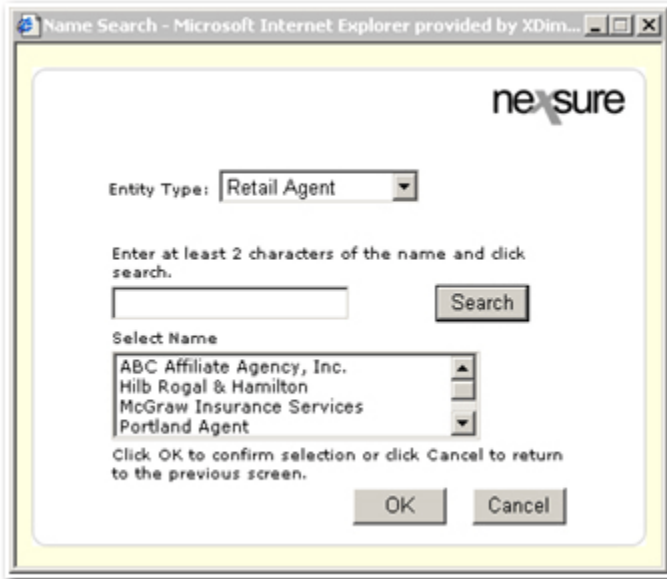 Name Search - Microsoft Internet Explorer provided by XDim...
nexsure
Entity Type: Retail Agent
Enter at least 2 characters of the name and click
search.
Search
Select Name
ABC Affiliate Agency, Inc.
Hilb Rogal & Hamilton
McGraw Insurance Services
Portland Agent
Click OK to confirm selection or click Cancel to return
to the previous screen.
OK Cancel